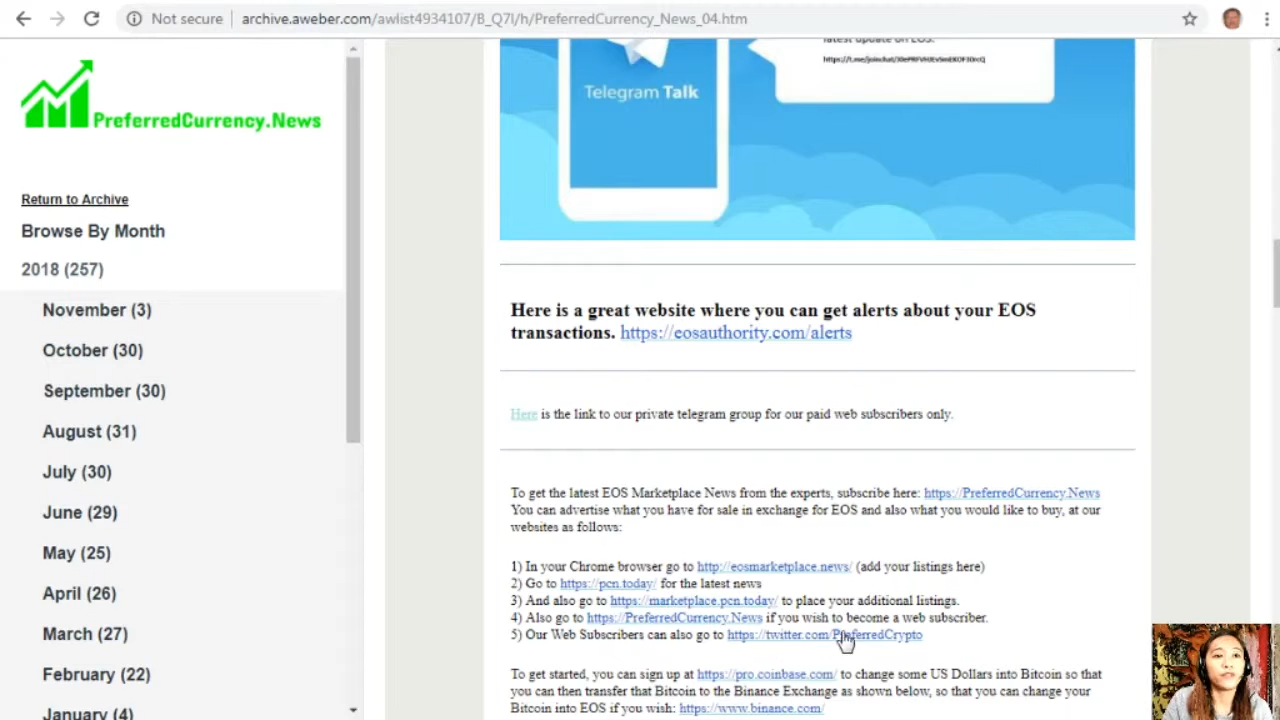 Not secure
archive.aweber.com/awlist4934107/B_Q7l/h/PreferredCurrency_News_04.htm
PreferredCurrency.News
Return to Archive
Browse By Month
2018 (257)
November (3)
October (30)
September (30)
August (31)
July (30)
June (29)
May (25)
April (26)
March (27)
February (22)
January (4)
latest update on EOS.
Telegram Talk
Here is a great website where you can get alerts about your EOS
transactions. https://eosauthority.com/alerts
Here is the link to our private telegram group for our paid web subscribers only.
To get the latest EOS Marketplace News from the experts, subscribe here: https://PreferredCurrency.News
You can advertise what you have for sale in exchange for EOS and also what you would like to buy, at our
websites as follows:
1) In your Chrome browser go to http://eosmarketplace.news/ (add your listings here)
2) Go to https://pcn.today/ for the latest news
3) And also go to https://marketplace.pcn.today/ to place your additional listings.
4) Also go to https://PreferredCurrency.News if you wish to become a web subscriber.
5) Our Web Subscribers can also go to https://twitter.com/PreferredCrypto
To get started, you can sign up at https://pro.coinbase.com/ to change some US Dollars into Bitcoin so that
you can then transfer that Bitcoin to the Binance Exchange as shown below, so that you can change your
Bitcoin into EOS if you wish: https://www.binance.com/